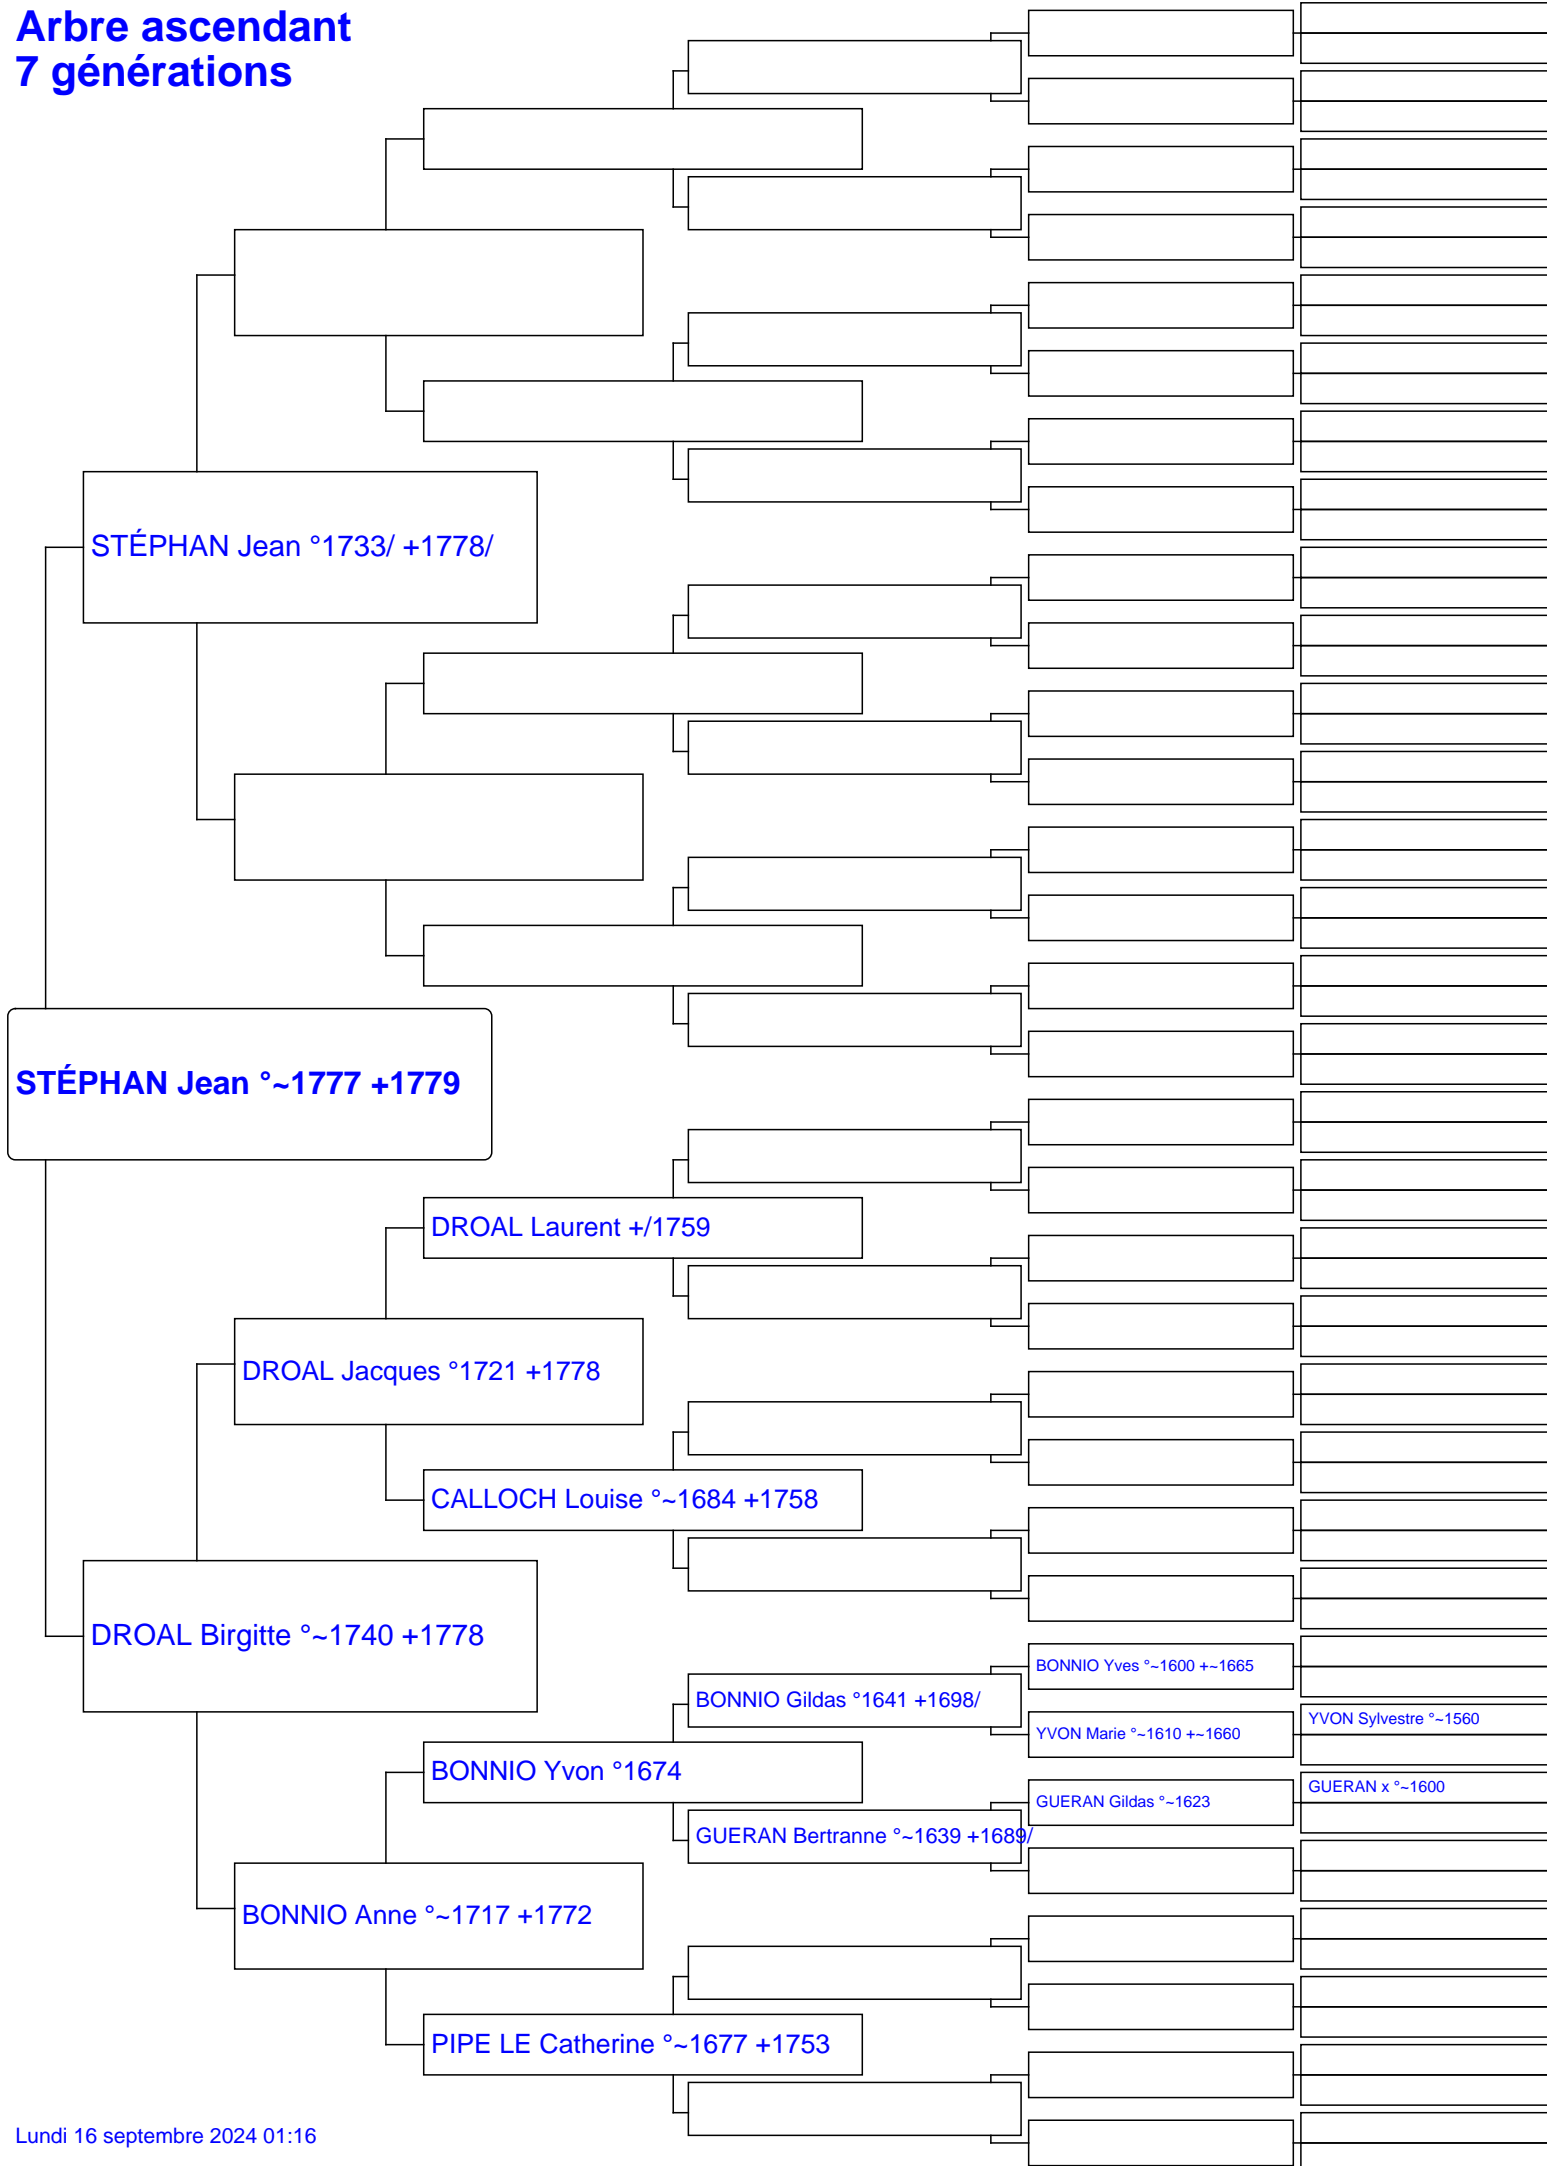 Arbre ascendant
7 générations
STÉPHAN Jean °1733/ +1778/
STÉPHAN Jean °~1777 +1779
DROAL Laurent +/1759
DROAL Jacques °1721 +1778
CALLOCH Louise °~1684 +1758
DROAL Birgitte °~1740 +1778
BONNIO Yves °~1600 +~1665
BONNIO Gildas °1641 +1698/
YVON Sylvestre °~1560
YVON Marie °~1610 +~1660
BONNIO Yvon °1674
GUERAN x °~1600
GUERAN Gildas °~1623
GUERAN Bertranne °~1639 +1689/
BONNIO Anne °~1717 +1772
PIPE LE Catherine °~1677 +1753
Lundi 16 septembre 2024 01:16